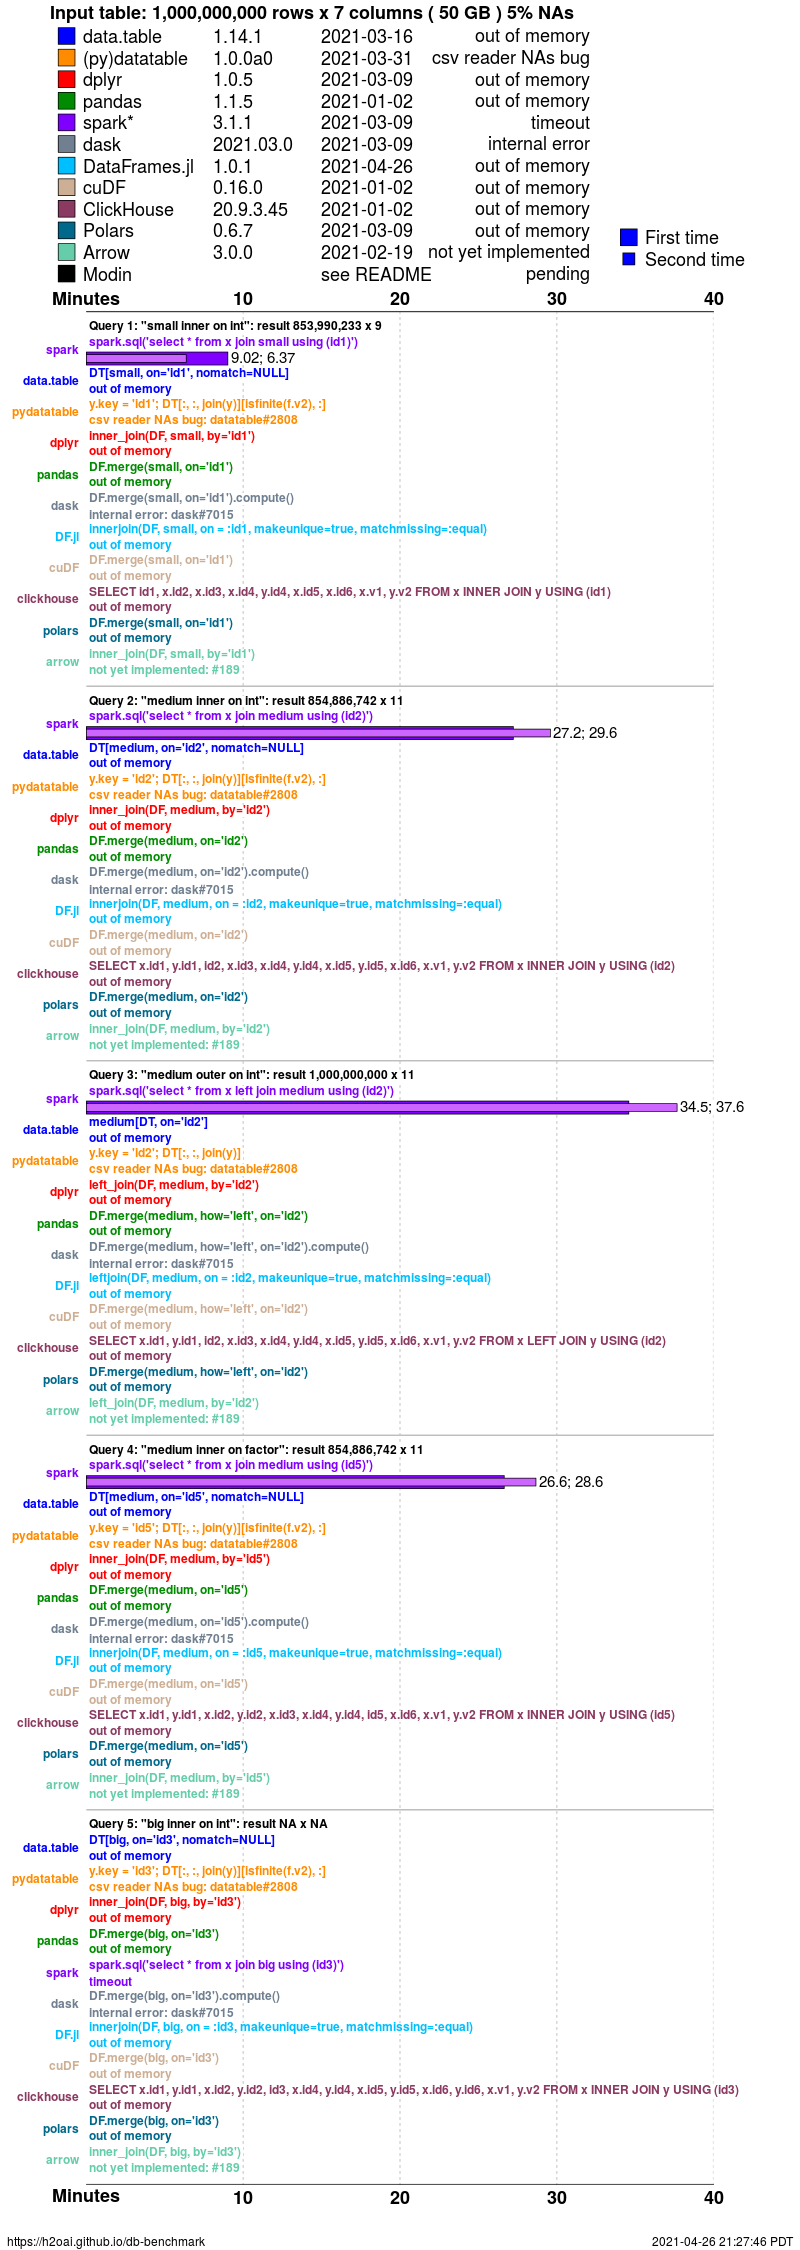 Input table: 1,000,000,000 rows x 7 columns ( 50 GB ) 5% NAs
data.table 1.14.1 2021-03-16 out of memory
(py)datatable 1.0.0a0 2021-03-31 csv reader NAs bug
dplyr 1.0.5 2021-03-09 out of memory
pandas 1.1.5 2021-01-02 out of memory
spark* 3.1.1 2021-03-09 timeout
dask 2021.03.0 2021-03-09 internal error
DataFrames.jl 1.0.1 2021-04-26 out of memory
cuDF 0.16.0 2021-01-02 out of memory
ClickHouse 20.9.3.45 2021-01-02 out of memory
Polars 0.6.7 2021-03-09 out of memory
Arrow 3.0.0 2021-02-19 not yet implemented
Modin see README pending
First time
Second time
Minutes 10 20 30 40
Query 1: "small inner on int": result 853,990,233 x 9
spark spark.sql('select * from x join small using (id1)')
9.02; 6.37
data.table DT[small, on='id1', nomatch=NULL]
out of memory
pydatatable y.key = 'id1'; DT[:, :, join(y)][isfinite(f.v2), :]
csv reader NAs bug: datatable#2808
dplyr inner_join(DF, small, by='id1')
out of memory
pandas DF.merge(small, on='id1')
out of memory
dask DF.merge(small, on='id1').compute()
internal error: dask#7015
DF.jl innerjoin(DF, small, on = :id1, makeunique=true, matchmissing=:equal)
out of memory
cuDF DF.merge(small, on='id1')
out of memory
clickhouse SELECT id1, x.id2, x.id3, x.id4, y.id4, x.id5, x.id6, x.v1, y.v2 FROM x INNER JOIN y USING (id1)
out of memory
polars DF.merge(small, on='id1')
out of memory
arrow inner_join(DF, small, by='id1')
not yet implemented: #189
Query 2: "medium inner on int": result 854,886,742 x 11
spark spark.sql('select * from x join medium using (id2)')
27.2; 29.6
data.table DT[medium, on='id2', nomatch=NULL]
out of memory
pydatatable y.key = 'id2'; DT[:, :, join(y)][isfinite(f.v2), :]
csv reader NAs bug: datatable#2808
dplyr inner_join(DF, medium, by='id2')
out of memory
pandas DF.merge(medium, on='id2')
out of memory
dask DF.merge(medium, on='id2').compute()
internal error: dask#7015
DF.jl innerjoin(DF, medium, on = :id2, makeunique=true, matchmissing=:equal)
out of memory
cuDF DF.merge(medium, on='id2')
out of memory
clickhouse SELECT x.id1, y.id1, id2, x.id3, x.id4, y.id4, x.id5, y.id5, x.id6, x.v1, y.v2 FROM x INNER JOIN y USING (id2)
out of memory
polars DF.merge(medium, on='id2')
out of memory
arrow inner_join(DF, medium, by='id2')
not yet implemented: #189
Query 3: "medium outer on int": result 1,000,000,000 x 11
spark spark.sql('select * from x left join medium using (id2)')
34.5; 37.6
data.table medium[DT, on='id2']
out of memory
pydatatable y.key = 'id2'; DT[:, :, join(y)]
csv reader NAs bug: datatable#2808
dplyr left_join(DF, medium, by='id2')
out of memory
pandas DF.merge(medium, how='left', on='id2')
out of memory
dask DF.merge(medium, how='left', on='id2').compute()
internal error: dask#7015
DF.jl leftjoin(DF, medium, on = :id2, makeunique=true, matchmissing=:equal)
out of memory
cuDF DF.merge(medium, how='left', on='id2')
out of memory
clickhouse SELECT x.id1, y.id1, id2, x.id3, x.id4, y.id4, x.id5, y.id5, x.id6, x.v1, y.v2 FROM x LEFT JOIN y USING (id2)
out of memory
polars DF.merge(medium, how='left', on='id2')
out of memory
arrow left_join(DF, medium, by='id2')
not yet implemented: #189
Query 4: "medium inner on factor": result 854,886,742 x 11
spark spark.sql('select * from x join medium using (id5)')
26.6; 28.6
data.table DT[medium, on='id5', nomatch=NULL]
out of memory
pydatatable y.key = 'id5'; DT[:, :, join(y)][isfinite(f.v2), :]
csv reader NAs bug: datatable#2808
dplyr inner_join(DF, medium, by='id5')
out of memory
pandas DF.merge(medium, on='id5')
out of memory
dask DF.merge(medium, on='id5').compute()
internal error: dask#7015
DF.jl innerjoin(DF, medium, on = :id5, makeunique=true, matchmissing=:equal)
out of memory
cuDF DF.merge(medium, on='id5')
out of memory
clickhouse SELECT x.id1, y.id1, x.id2, y.id2, x.id3, x.id4, y.id4, id5, x.id6, x.v1, y.v2 FROM x INNER JOIN y USING (id5)
out of memory
polars DF.merge(medium, on='id5')
out of memory
arrow inner_join(DF, medium, by='id5')
not yet implemented: #189
Query 5: "big inner on int": result NA x NA
data.table DT[big, on='id3', nomatch=NULL]
out of memory
pydatatable y.key = 'id3'; DT[:, :, join(y)][isfinite(f.v2), :]
csv reader NAs bug: datatable#2808
dplyr inner_join(DF, big, by='id3')
out of memory
pandas DF.merge(big, on='id3')
out of memory
spark spark.sql('select * from x join big using (id3)')
timeout
dask DF.merge(big, on='id3').compute()
internal error: dask#7015
DF.jl innerjoin(DF, big, on = :id3, makeunique=true, matchmissing=:equal)
out of memory
cuDF DF.merge(big, on='id3')
out of memory
clickhouse SELECT x.id1, y.id1, x.id2, y.id2, id3, x.id4, y.id4, x.id5, y.id5, x.id6, y.id6, x.v1, y.v2 FROM x INNER JOIN y USING (id3)
out of memory
polars DF.merge(big, on='id3')
out of memory
arrow inner_join(DF, big, by='id3')
not yet implemented: #189
Minutes 10 20 30 40
https://h2oai.github.io/db-benchmark 2021-04-26 21:27:46 PDT